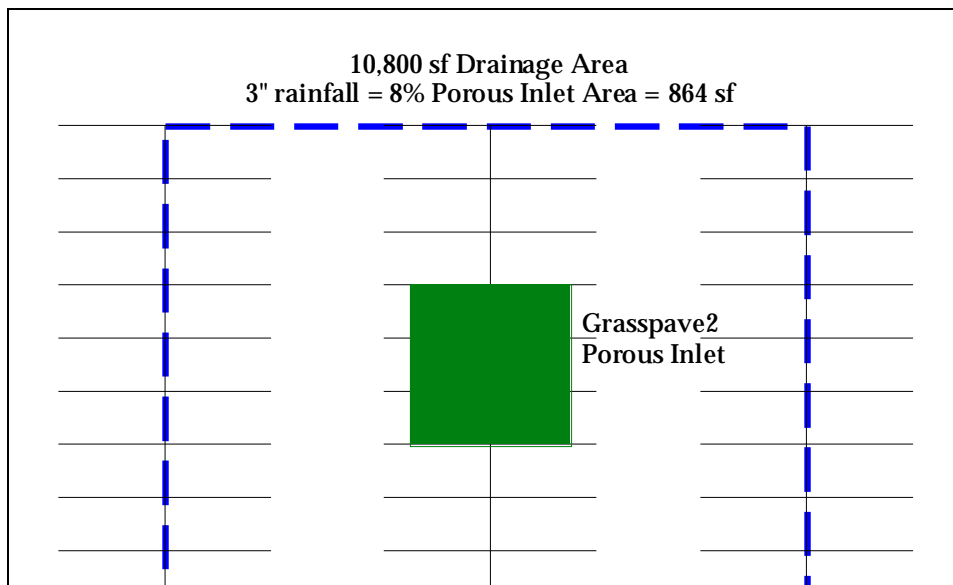 10,800 sf Drainage Area
3" rainfall = 8% Porous Inlet Area = 864 sf
Grasspave2
Porous Inlet